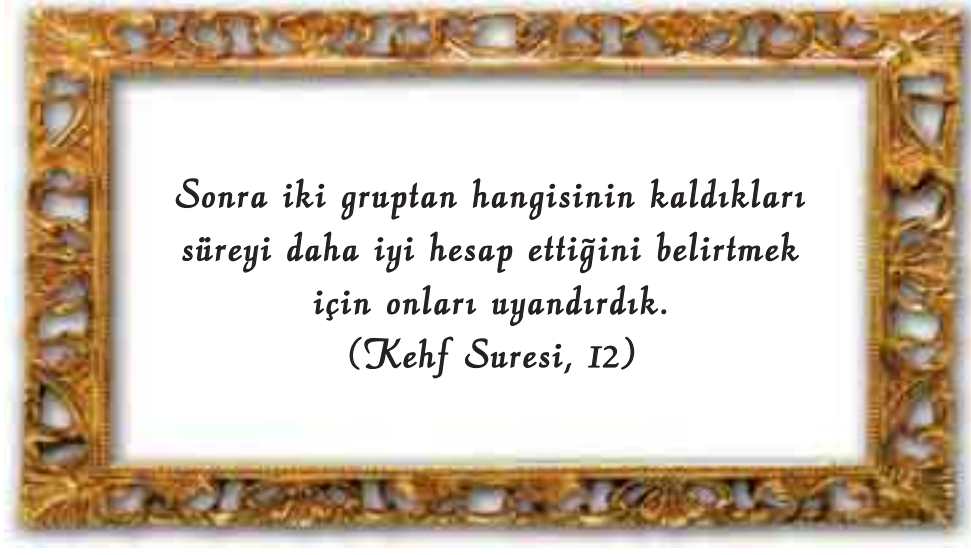 Sonra iki gruptan hangisinin kaldıkları
süreyi daha iyi hesap ettiğini belirtmek
için onları uyandırdık.
(Kehf Suresi, 12)